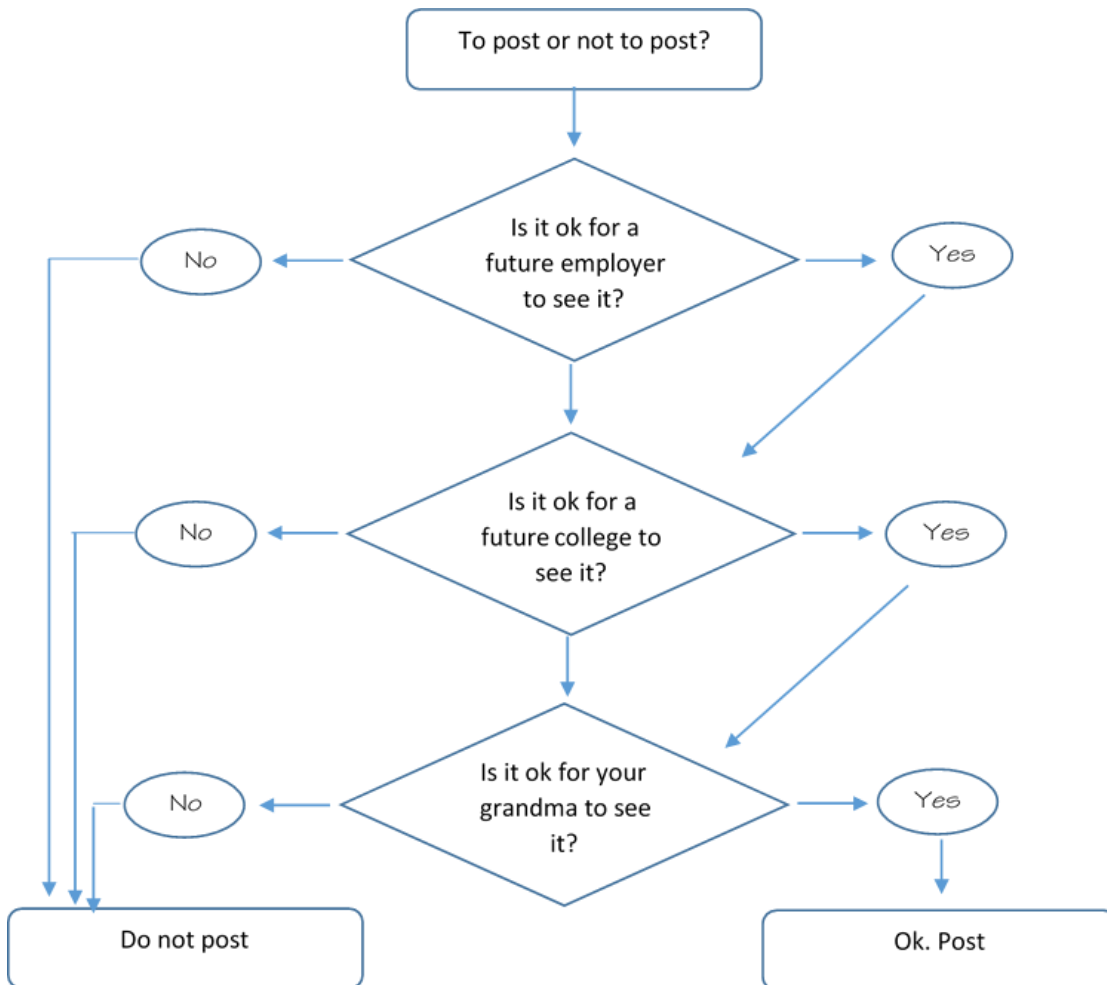 To post or not to post?
Is it ok for a
future employer
to see it?
No
Yes
Is it ok for a
future college to
see it?
No
Yes
Is it ok for your
grandma to see
it?
No
Yes
Do not post
Ok. Post